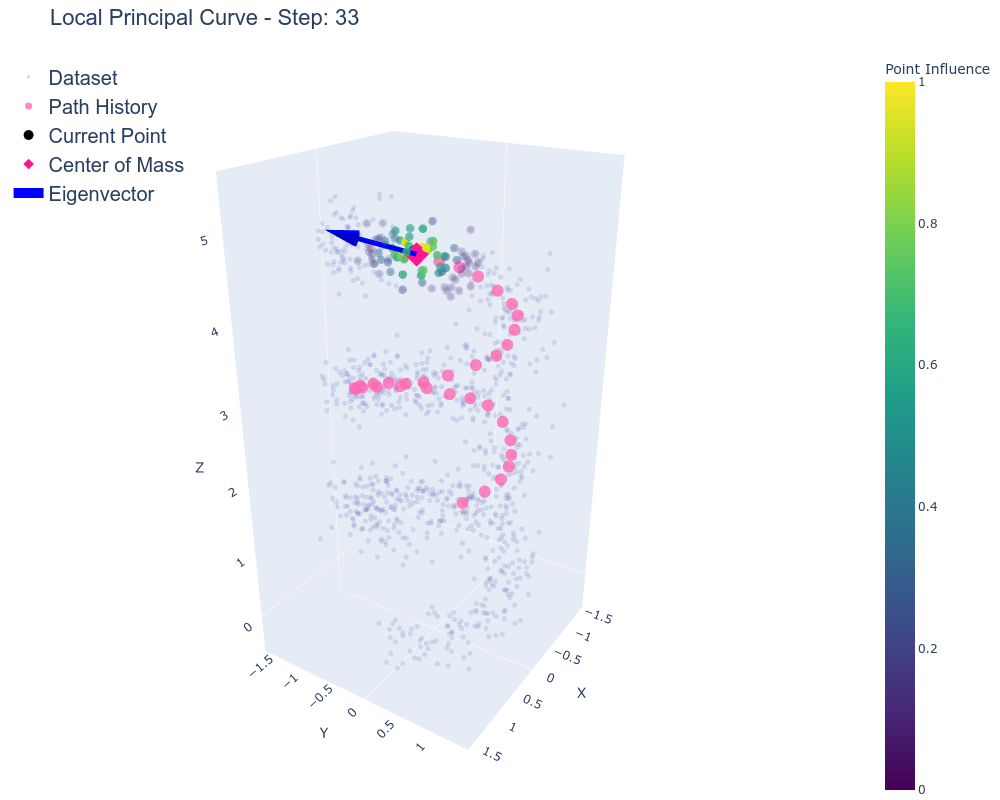 Local Principal Curve - Step: 33
Dataset
Path History
Current Point
Center of Mass
Eigenvector
Point Influence
1
0.8
0.6
0.4
0.2
0
5
4
3
Z
2
1
0
−1.5
−1
−0.5
0
0.5
1
Y
−1.5
−1
−0.5
0
0.5
1
1.5
X